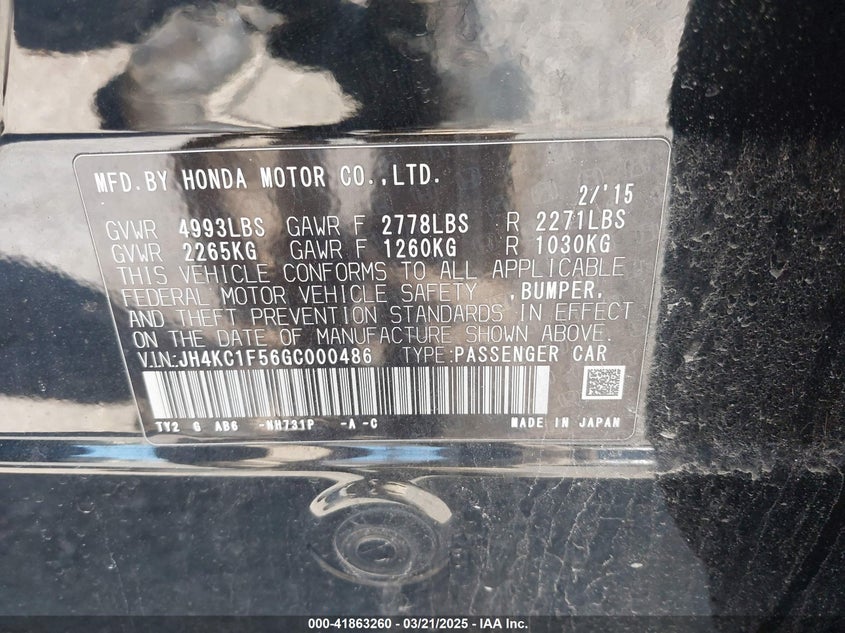 MFD.BY HONDA MOTOR CO.,LTD.
2/'15
GVWR 4993LBS GAWR F 2778LBS R 2271LBS
GVWR 2265KG GAWR F 1260KG R 1030KG
THIS VEHICLE CONFORMS TO ALL APPLICABLE
FEDERAL MOTOR VEHICLE SAFETY ,BUMPER,
AND THEFT PREVENTION STANDARDS IN EFFECT
ON THE DATE OF MANUFACTURE SHOWN ABOVE.
V.I.N.:JH4KC1F56GC000486 TYPE:PASSENGER CAR
TY2 G AB6 -NH731P -A -C MADE IN JAPAN
000-41863260 - 03/21/2025 - © IAA Inc.